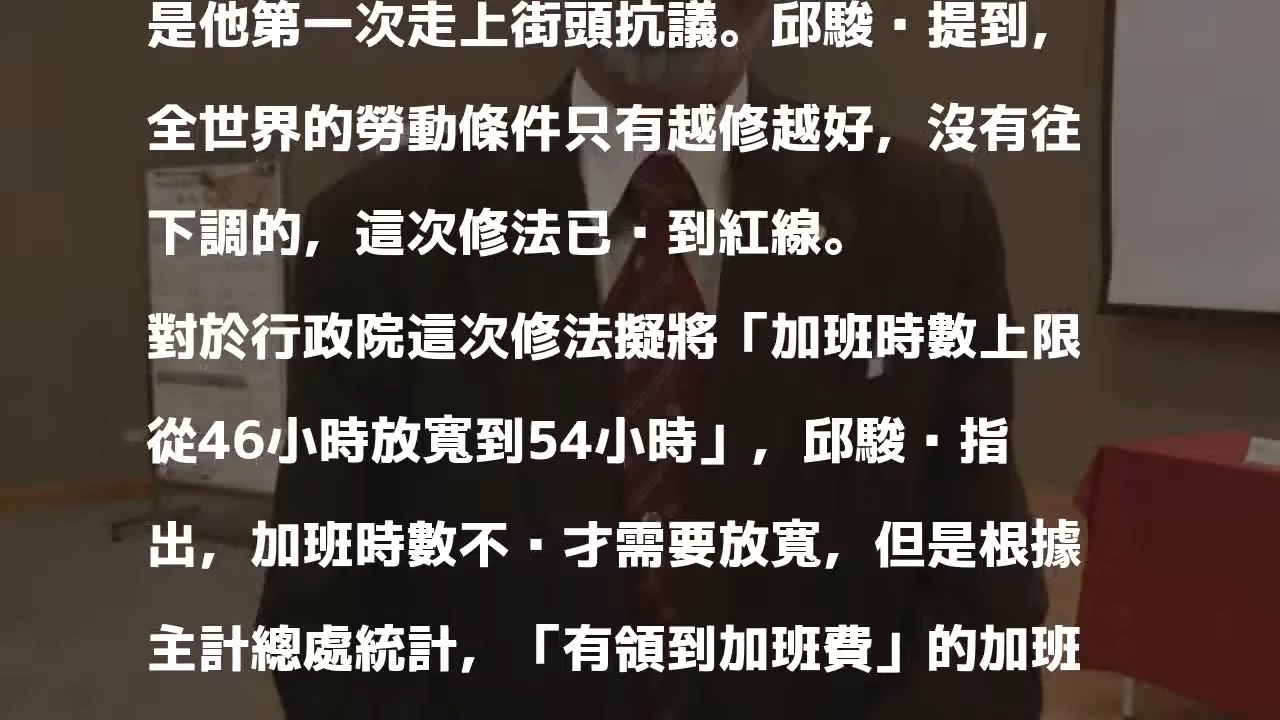 是他第一次走上街頭抗議。邱駿▪提到，
全世界的勞動條件只有越修越好，沒有往
下調的，這次修法已▪到紅線。
對於行政院這次修法擬將「加班時數上限
從46小時放寬到54小時」，邱駿▪指
出，加班時數不▪才需要放寬，但是根據
主計總處統計，「有領到加班費」的加班